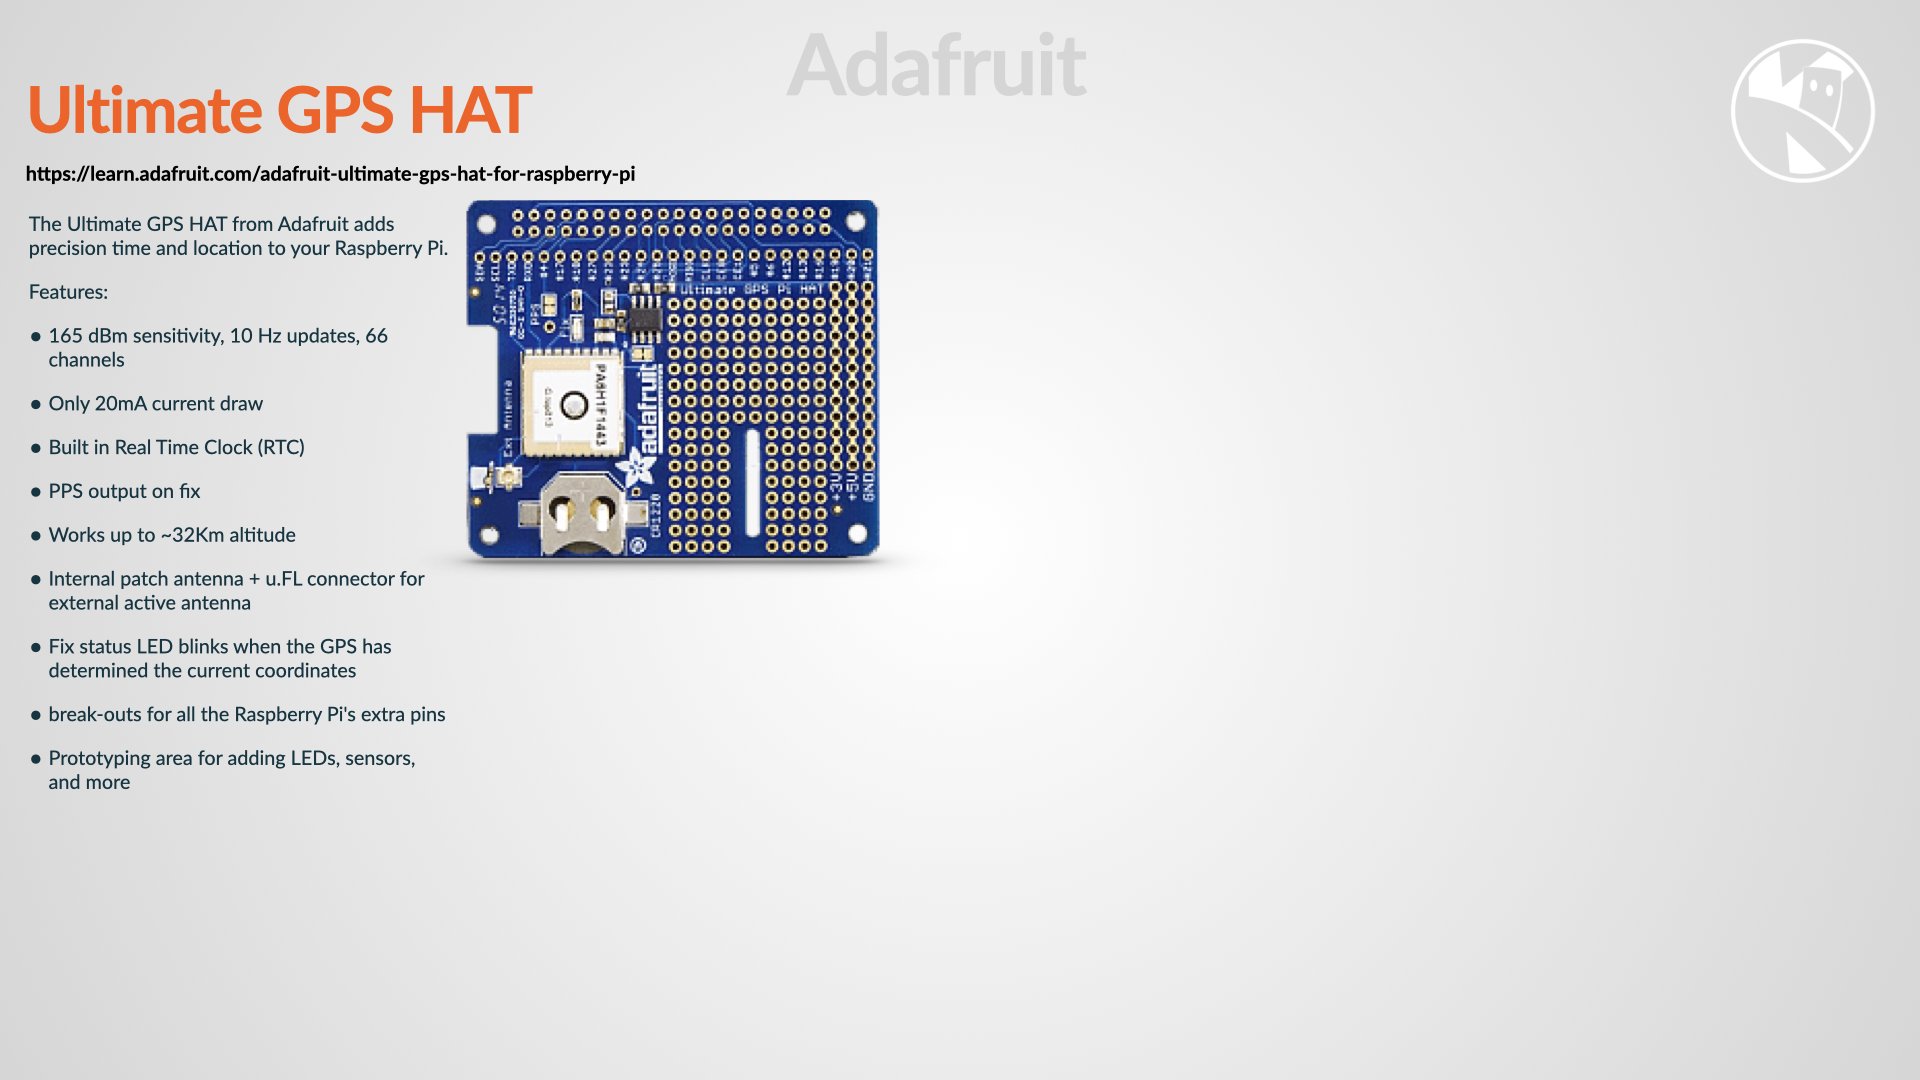 Adafruit
Ultimate GPS HAT
https://learn.adafruit.com/adafruit-ultimate-gps-hat-for-raspberry-pi
The Ultimate GPS HAT from Adafruit adds
precision time and location to your Raspberry Pi.
Features:
● 165 dBm sensitivity, 10 Hz updates, 66
channels
● Only 20mA current draw
● Built in Real Time Clock (RTC)
● PPS output on fix
● Works up to ~32Km altitude
● Internal patch antenna + u.FL connector for
external active antenna
● Fix status LED blinks when the GPS has
determined the current coordinates
● break-outs for all the Raspberry Pi's extra pins
● Prototyping area for adding LEDs, sensors,
and more
Ultimate GPS Pi HAT
PPS
Fix
PA6H1F1443
adafruit
Ext Antenna
CR1220
+3V
+5V
GND